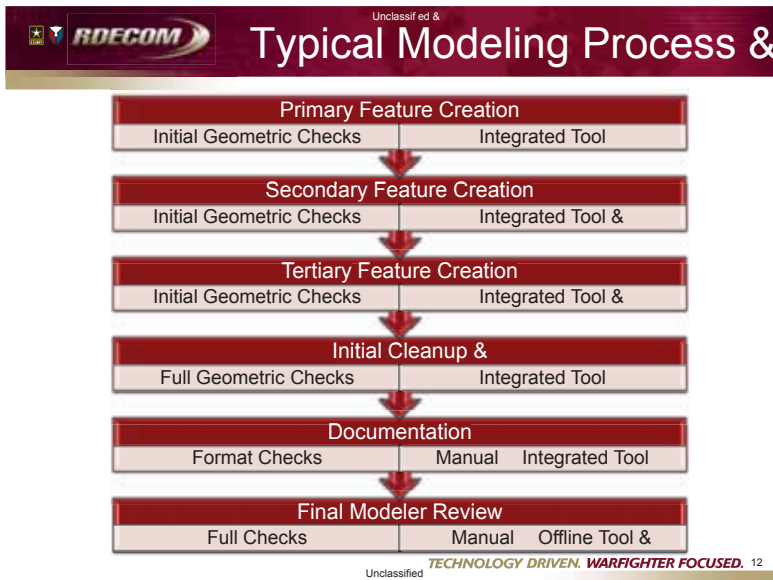 Unclassif ed &
RDECOM
Typical Modeling Process &
Primary Feature Creation
Initial Geometric Checks Integrated Tool
Secondary Feature Creation
Initial Geometric Checks Integrated Tool &
Tertiary Feature Creation
Initial Geometric Checks Integrated Tool &
Initial Cleanup &
Full Geometric Checks Integrated Tool
Documentation
Format Checks Manual Integrated Tool
Final Modeler Review
Full Checks Manual Offline Tool &
TECHNOLOGY DRIVEN. WARFIGHTER FOCUSED. 12
Unclassified